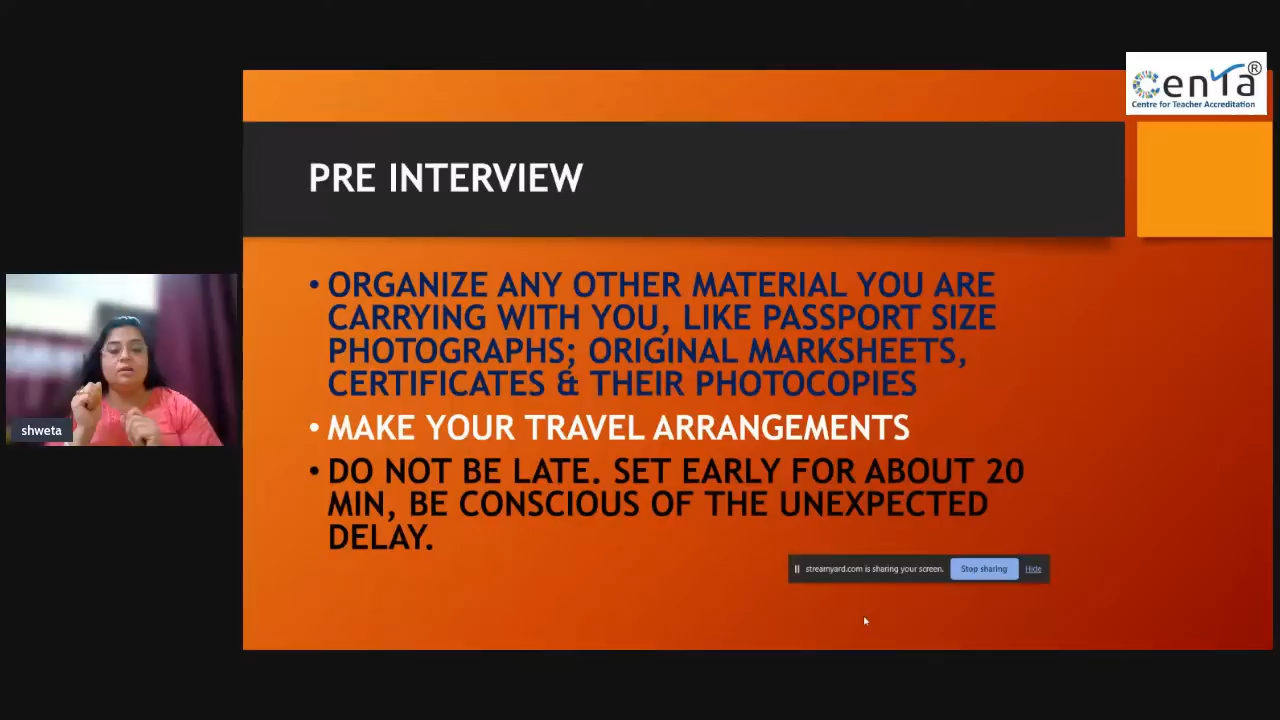 CENTA®
Centre for Teacher Accreditation
PRE INTERVIEW
• ORGANIZE ANY OTHER MATERIAL YOU ARE
CARRYING WITH YOU, LIKE PASSPORT SIZE
PHOTOGRAPHS; ORIGINAL MARKSHEETS,
CERTIFICATES & THEIR PHOTOCOPIES
• MAKE YOUR TRAVEL ARRANGEMENTS
• DO NOT BE LATE. SET EARLY FOR ABOUT 20
MIN, BE CONSCIOUS OF THE UNEXPECTED
DELAY.
shweta
streamyard.com is sharing your screen. Stop sharing Hide